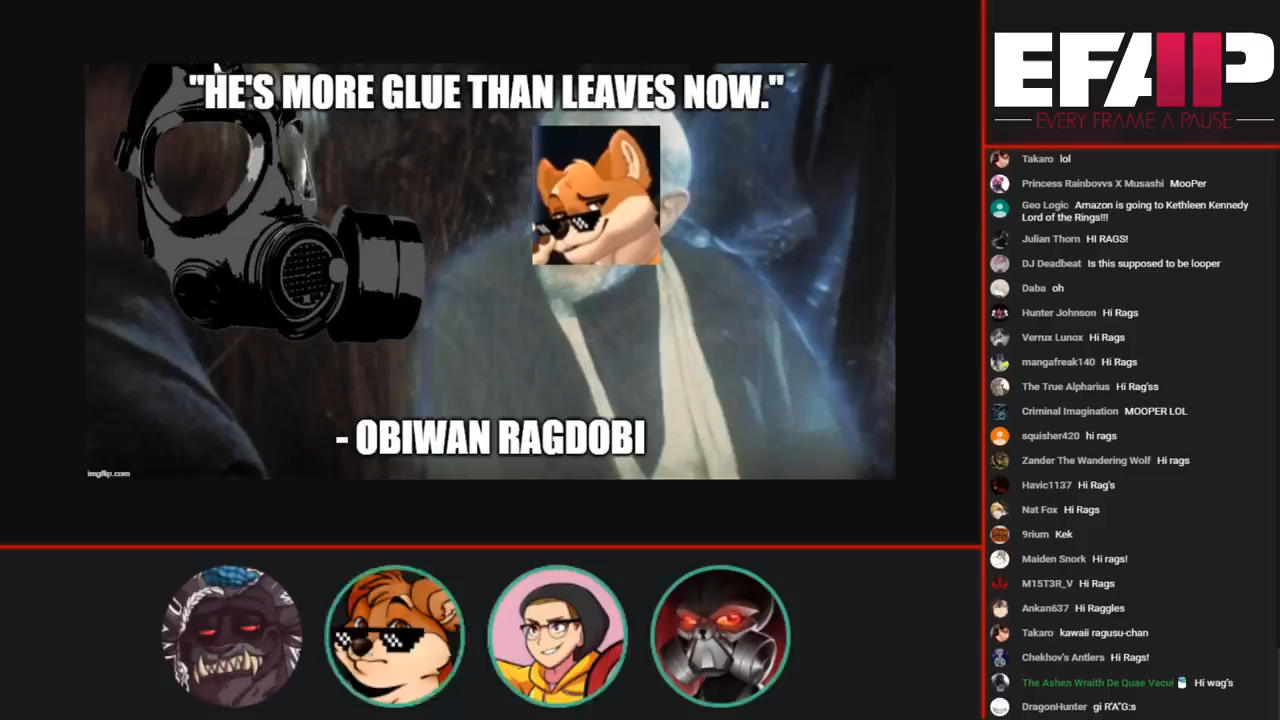 "HE'S MORE GLUE THAN LEAVES NOW."
- OBIWAN RAGDOBI
imgflip.com
EFAP
EVERY FRAME A PAUSE
Takaro lol
Princess Rainbovvs X Musashi MooPer
Geo Logic Amazon is going to Kethleen Kennedy
Lord of the Rings!!!
Julian Thorn HI RAGS!
DJ Deadbeat Is this supposed to be looper
Daba oh
Hunter Johnson Hi Rags
Verrux Lunox Hi Rags
mangafreak140 Hi Rags
The True Alpharius Hi Rag'ss
Criminal Imagination MOOPER LOL
squisher420 hi rags
Zander The Wandering Wolf Hi rags
Havic1137 Hi Rag's
Nat Fox Hi Rags
9rium Kek
Maiden Snork Hi rags!
M15T3R_V Hi Rags
Ankan637 Hi Raggles
Takaro kawaii ragusu-chan
Chekhov's Antlers Hi Rags!
The Ashen Wraith De Quae Vacui Hi wag's
DragonHunter gi R'A"G:s